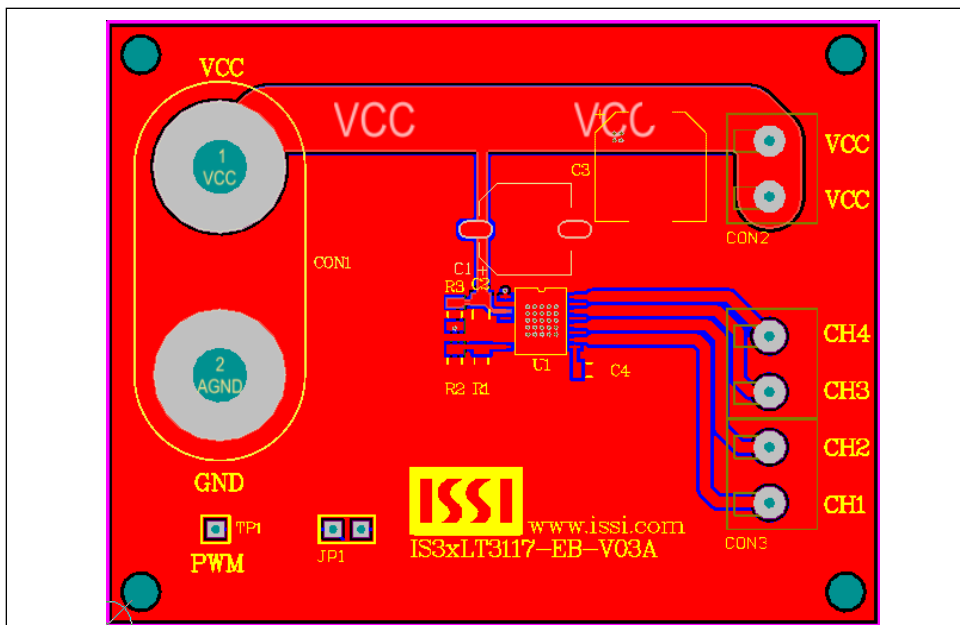 VCC
VCC
VCC
1
VCC
C3
VCC
VCC
CON2
CON1
C1 +
C2
R3
U1
C4
R2 R1
CH4
CH3
CH2
CH1
CON3
2
AGND
GND
TP1
PWM
JP1
ISSI
www.issi.com
IS3xLT3117-EB-V03A